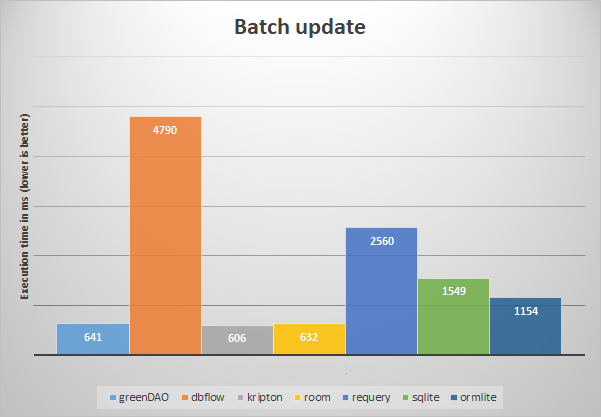 Batch update
Execution time in ms (lower is better)
641
4790
606
632
2560
1549
1154
greenDAO dbflow kripton room requery sqlite ormlite